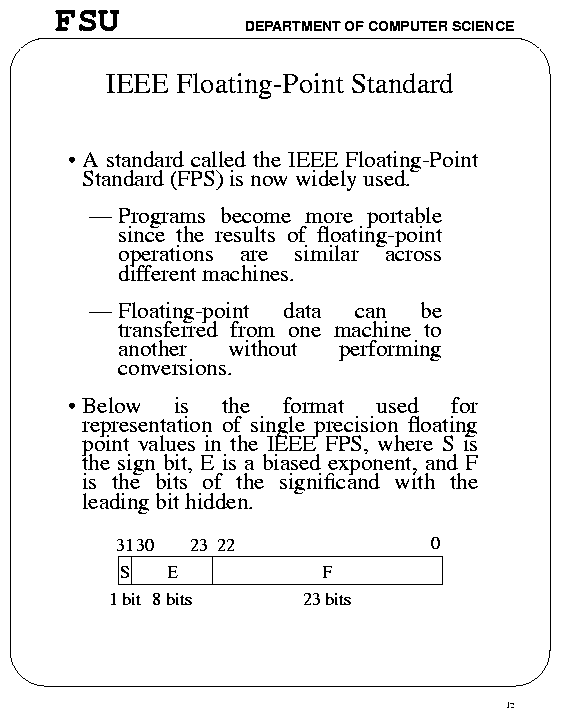 FSU
DEPARTMENT OF COMPUTER SCIENCE
IEEE Floating-Point Standard
• A standard called the IEEE Floating-Point
Standard (FPS) is now widely used.
— Programs become more portable
since the results of floating-point
operations are similar across
different machines.
— Floating-point data can be
transferred from one machine to
another without performing
conversions.
• Below is the format used for
representation of single precision floating
point values in the IEEE FPS, where S is
the sign bit, E is a biased exponent, and F
is the bits of the significand with the
leading bit hidden.
31 30 23 22 0
S E F
1 bit 8 bits 23 bits